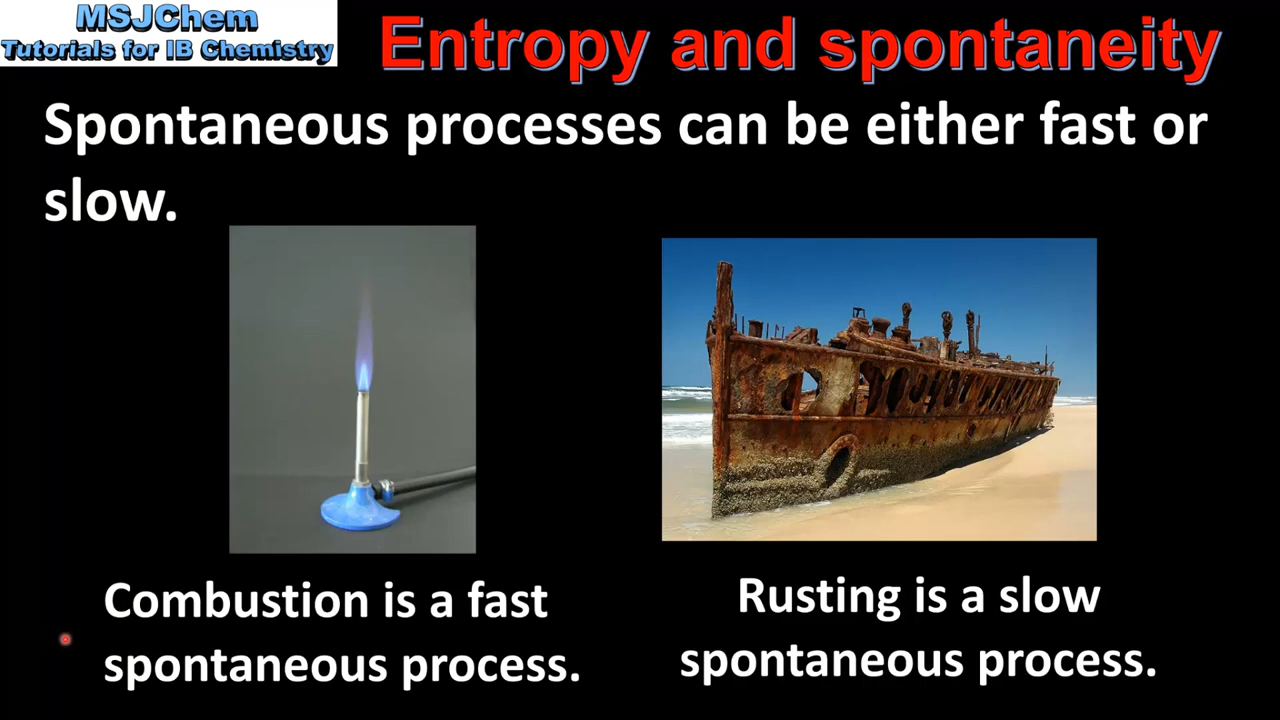 MSJChem
Tutorials for IB Chemistry
Entropy and spontaneity
Spontaneous processes can be either fast or
slow.
Combustion is a fast
spontaneous process.
Rusting is a slow
spontaneous process.